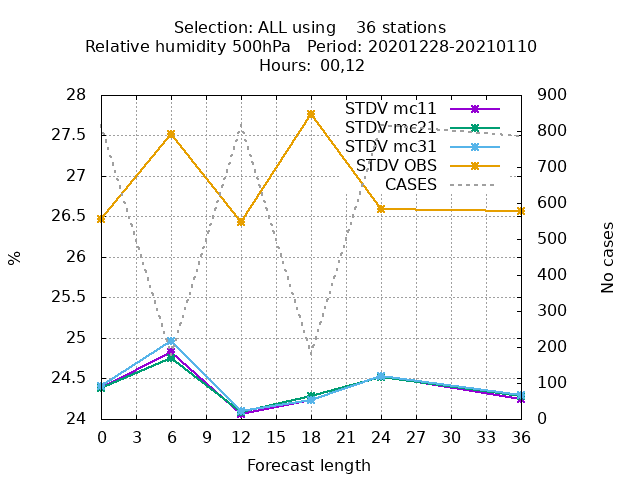 Selection: ALL using    36 stations
Relative humidity 500hPa   Period: 20201228-20210110
Hours:  00,12
28
27.5
27
26.5
26
25.5
25
24.5
24
%
STDV mc11
STDV mc21
STDV mc31
STDV OBS
CASES
900
800
700
600
500
400
300
200
100
0
No cases
0 3 6 9 12 15 18 21 24 27 30 33 36
Forecast length